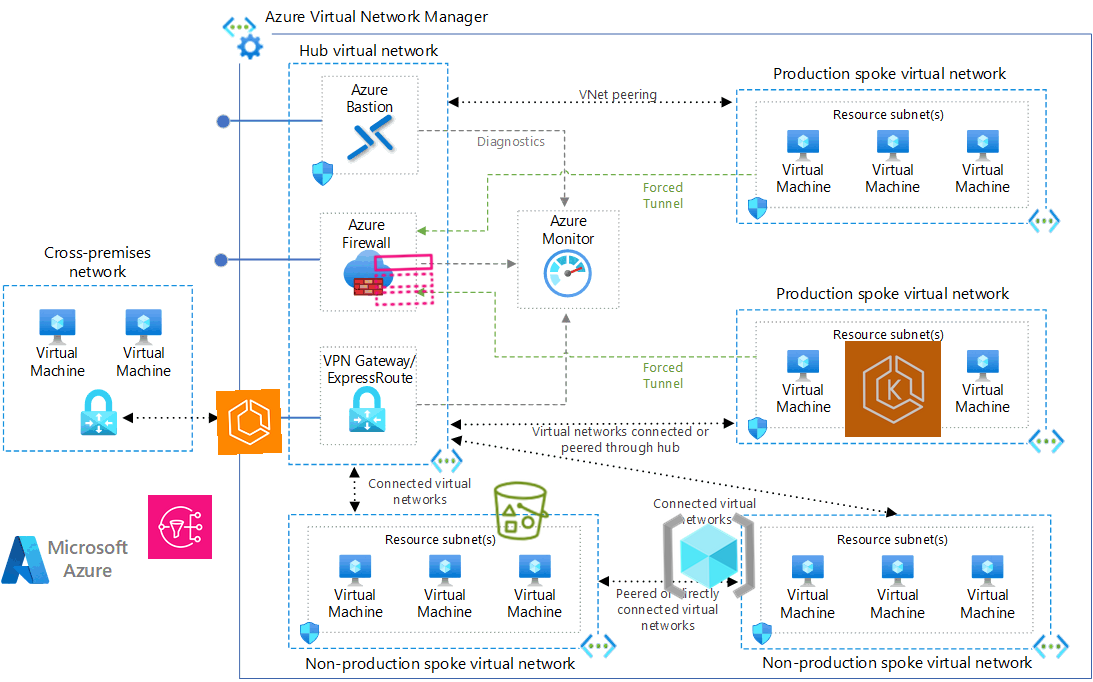 Azure Virtual Network Manager
Hub virtual network
Azure
Bastion
VNet peering
Diagnostics
Production spoke virtual network
Resource subnet(s)
Virtual
Machine
Virtual
Machine
Virtual
Machine
Forced
Tunnel
Azure
Firewall
Azure
Monitor
Cross-premises
network
Virtual
Machine
Virtual
Machine
VPN Gateway/
ExpressRoute
Forced
Tunnel
Production spoke virtual network
Resource subnet(s)
Virtual
Machine
K
Virtual
Machine
Virtual networks connected or
peered through hub
Connected virtual
networks
Connected virtual
networks
Microsoft
Azure
Resource subnet(s)
Virtual
Machine
Virtual
Machine
Virtual
Machine
Non-production spoke virtual network
Peered or directly
connected virtual
networks
Resource subnet(s)
Virtual
Machine
Virtual
Machine
Virtual
Machine
Non-production spoke virtual network